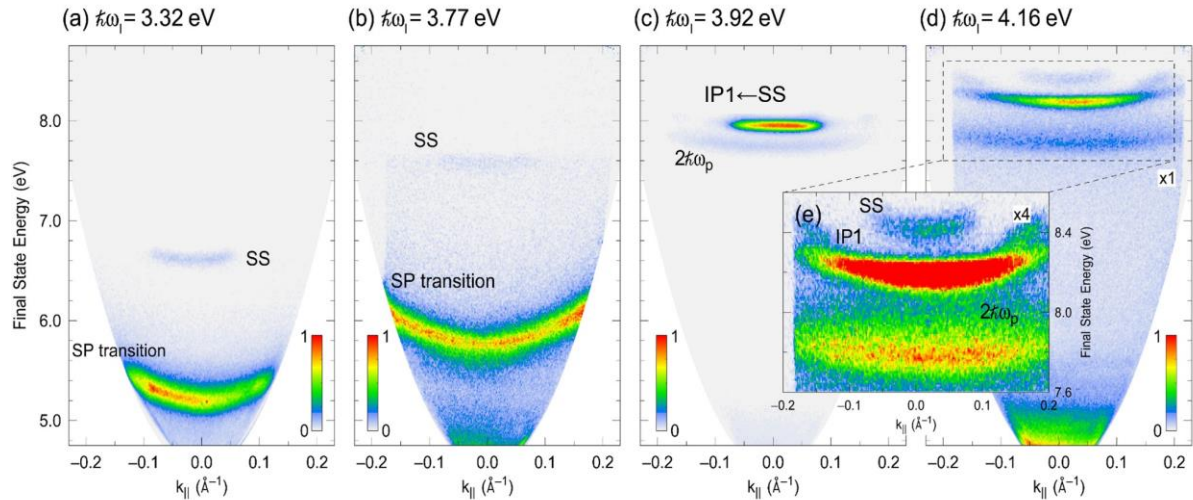 (a) ℏω_l = 3.32 eV
(b) ℏω_l = 3.77 eV
(c) ℏω_l = 3.92 eV
(d) ℏω_l = 4.16 eV
Final State Energy (eV)
8.0
7.0
6.0
5.0
SS
SP transition
1
0
−0.2 −0.1 0.0 0.1 0.2
k|| (Å⁻¹)
SS
SP transition
1
0
−0.2 −0.1 0.0 0.1 0.2
k|| (Å⁻¹)
IP1←SS
2ℏω_p
1
0
−0.2 −0.1 0.0 0.1 0.2
k|| (Å⁻¹)
x1
1
0
−0.2 −0.1 0.0 0.1 0.2
k|| (Å⁻¹)
(e)
SS
x4
IP1
2ℏω_p
1
0
8.4
8.0
7.6
Final State Energy (eV)
-0.2 -0.1 0.0 0.1 0.2
k|| (Å⁻¹)